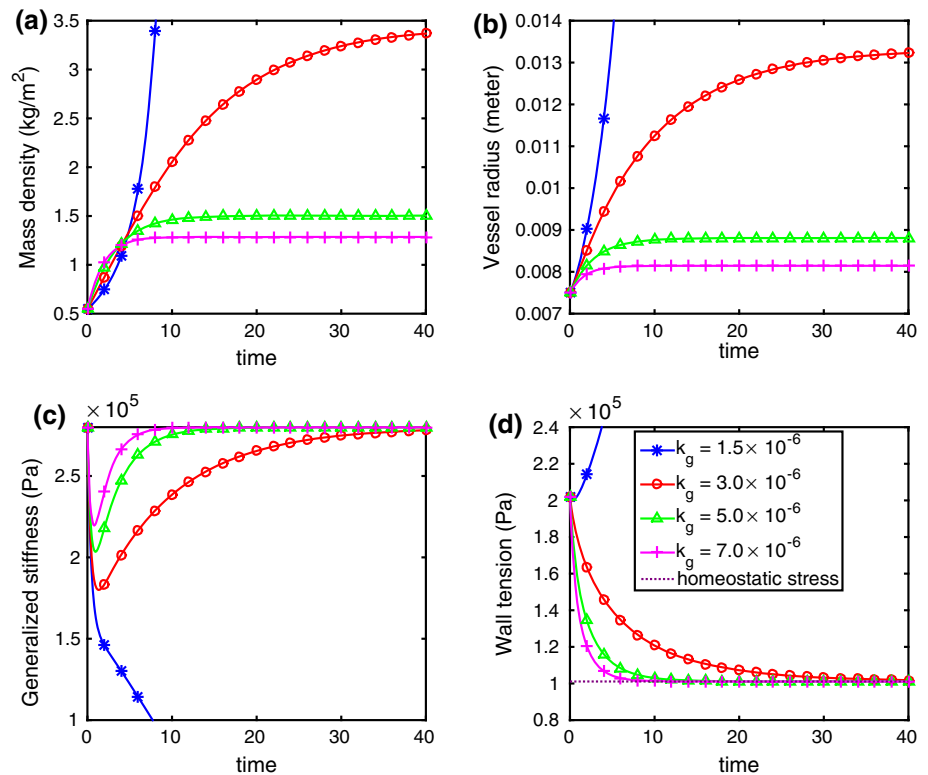 (a)
Mass density (kg/m²)
3.5
3
2.5
2
1.5
1
0.5
0 10 20 30 40
time
(b)
Vessel radius (meter)
0.014
0.013
0.012
0.011
0.01
0.009
0.008
0.007
0 10 20 30 40
time
(c)
× 10⁵
Generalized stiffness (Pa)
2.5
2
1.5
1
0 10 20 30 40
time
(d)
× 10⁵
Wall tension (Pa)
2.4
2.2
2
1.8
1.6
1.4
1.2
1
0.8
0 10 20 30 40
time
k_g = 1.5× 10⁻⁶
k_g = 3.0× 10⁻⁶
k_g = 5.0× 10⁻⁶
k_g = 7.0× 10⁻⁶
homeostatic stress